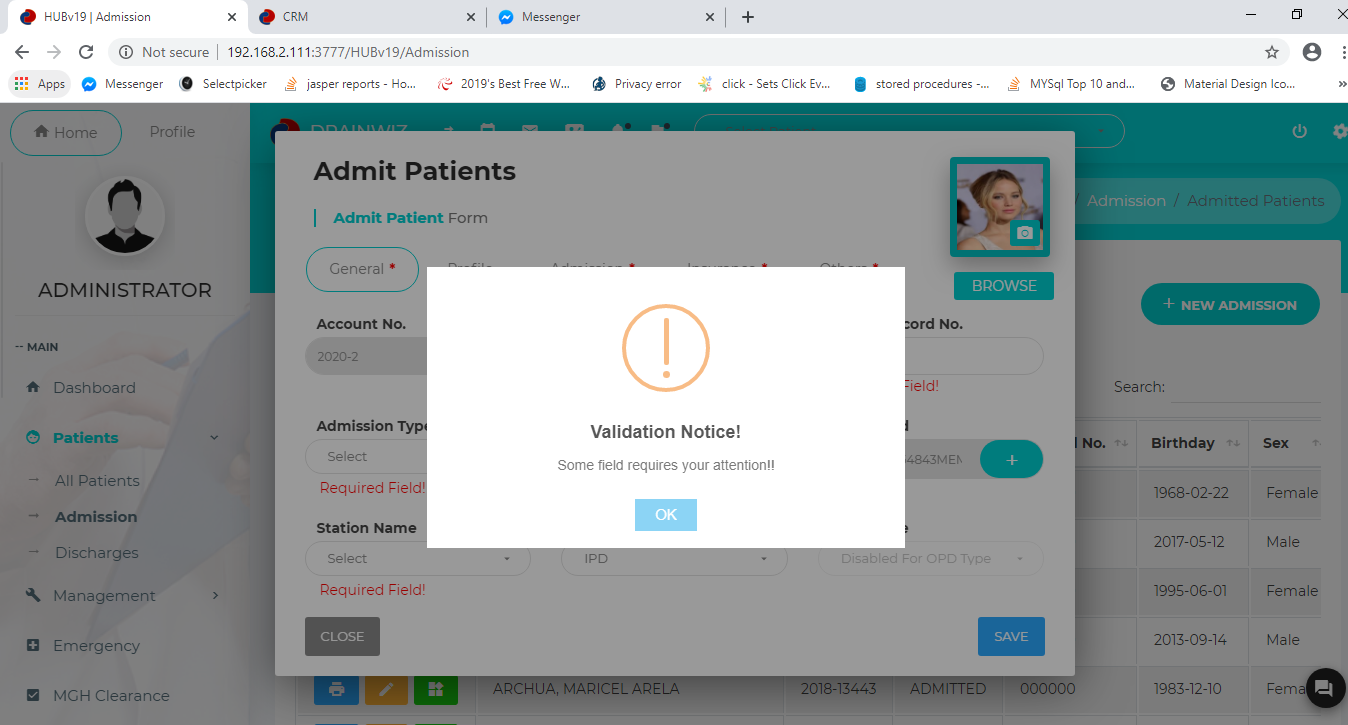 HUBv19 | Admission
CRM
Messenger
Not secure
192.168.2.111:3777/HUBv19/Admission
Apps
Messenger
Selectpicker
jasper reports - Ho...
2019's Best Free W...
Privacy error
click - Sets Click Ev...
stored procedures -...
MYSql Top 10 and...
Material Design Ico...
»
Home
Profile
DRAINWIZ
ADMINISTRATOR
-- MAIN
Dashboard
Patients
All Patients
Admission
Discharges
Management
Emergency
MGH Clearance
/ Admission / Admitted Patients
+ NEW ADMISSION
Search:
No.
Birthday
Sex
1968-02-22
Female
2017-05-12
Male
1995-06-01
Female
2013-09-14
Male
ARCHUA, MARICEL ARELA
2018-13443
ADMITTED
000000
1983-12-10
Fema
Admit Patients
Admit Patient Form
General *
Profile
Admission *
Insurance *
Others *
BROWSE
Account No.
2020-2
cord No.
Field!
Admission Type
Select
Required Field!
4843MEM
+
Station Name
Select
Required Field!
IPD
Disabled For OPD Type
CLOSE
SAVE
Validation Notice!
Some field requires your attention!!
OK